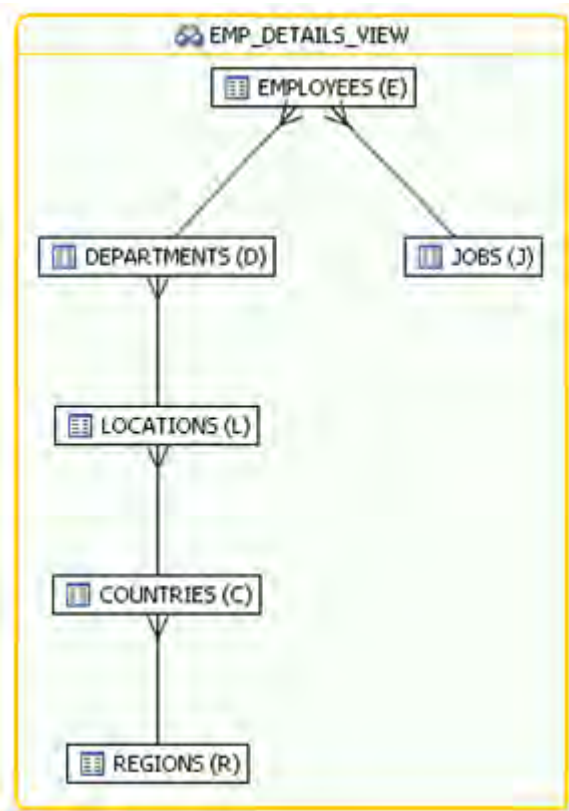 EMP_DETAILS_VIEW
EMPLOYEES (E)
DEPARTMENTS (D)
JOBS (J)
LOCATIONS (L)
COUNTRIES (C)
REGIONS (R)